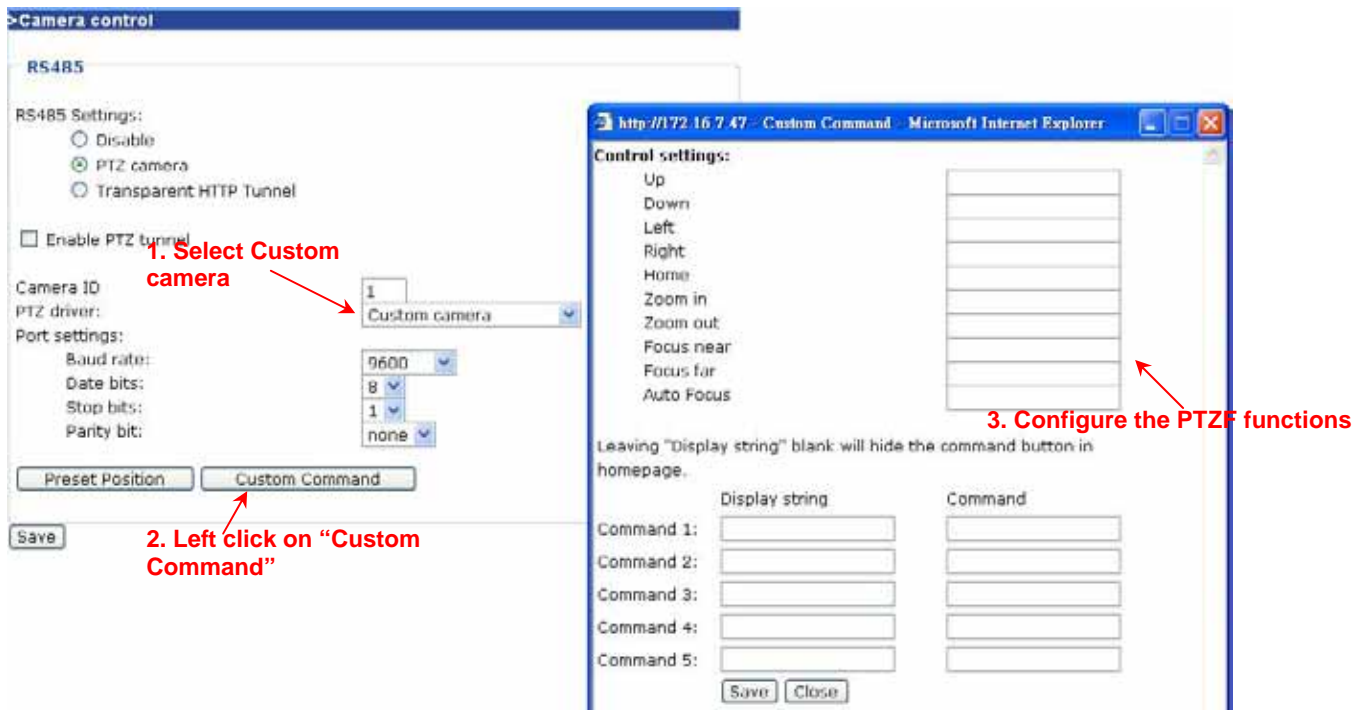 >Camera control
RS485
RS485 Settings:
Disable
PTZ camera
Transparent HTTP Tunnel
Enable PTZ tunnel
1. Select Custom
camera
Camera ID
1
PTZ driver:
Custom camera
Port settings:
Baud rate:
9600
Date bits:
8
Stop bits:
1
Parity bit:
none
Preset Position
Custom Command
Save
2. Left click on “Custom
Command”
http://172.16.7.47 - Custom Command - Microsoft Internet Explorer
Control settings:
Up
Down
Left
Right
Home
Zoom in
Zoom out
Focus near
Focus far
Auto Focus
3. Configure the PTZF functions
Leaving "Display string" blank will hide the command button in
homepage.
Display string Command
Command 1:
Command 2:
Command 3:
Command 4:
Command 5:
Save Close